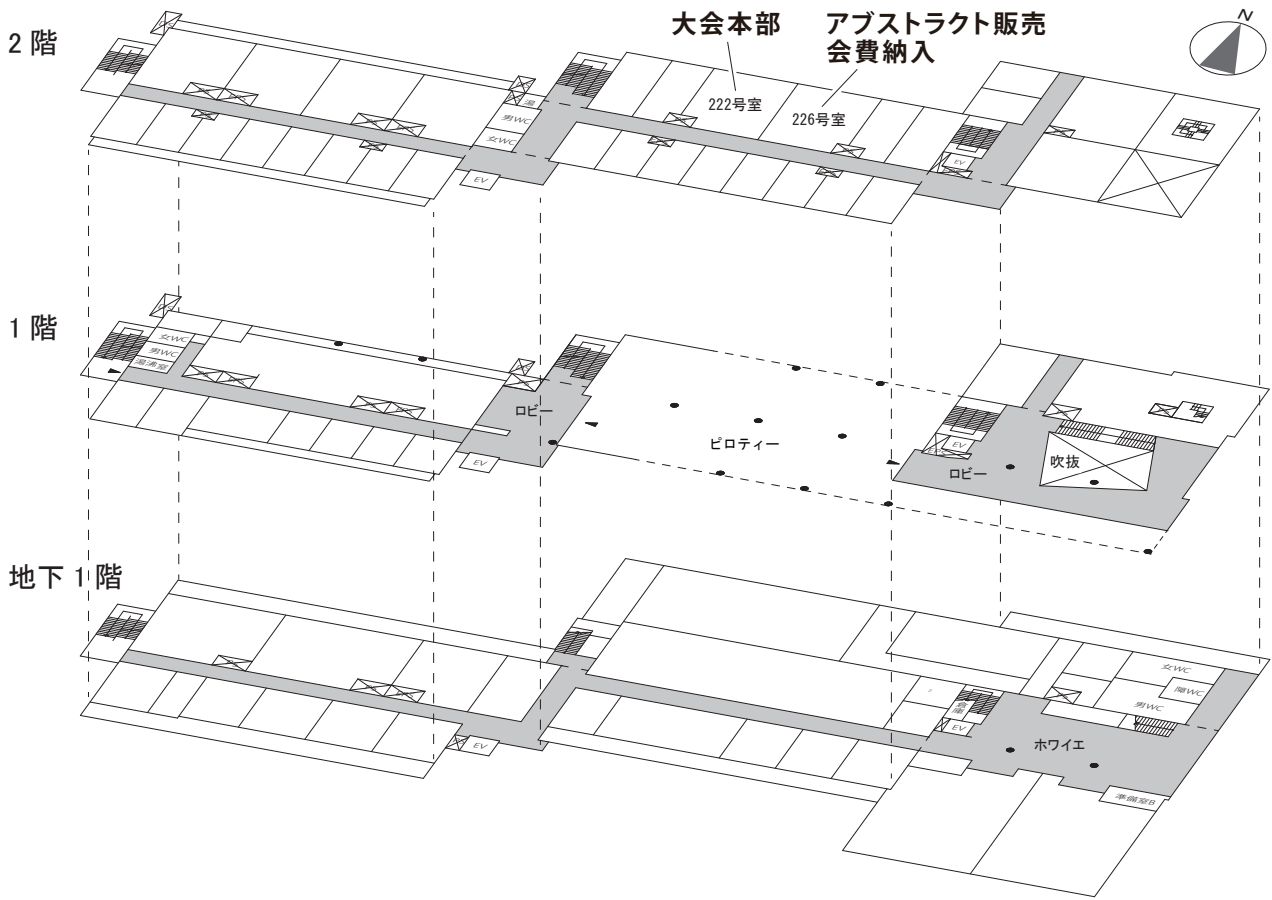 2階
大会本部
アブストラクト販売
会費納入
N
222号室
226号室
湯
男WC
女WC
EV
EV
1階
女WC
男WC
湯沸室
ロビー
EV
ピロティー
EV
ロビー
吹抜
地下1階
女WC
障WC
男WC
倉庫
EV
EV
ホワイエ
準備室B